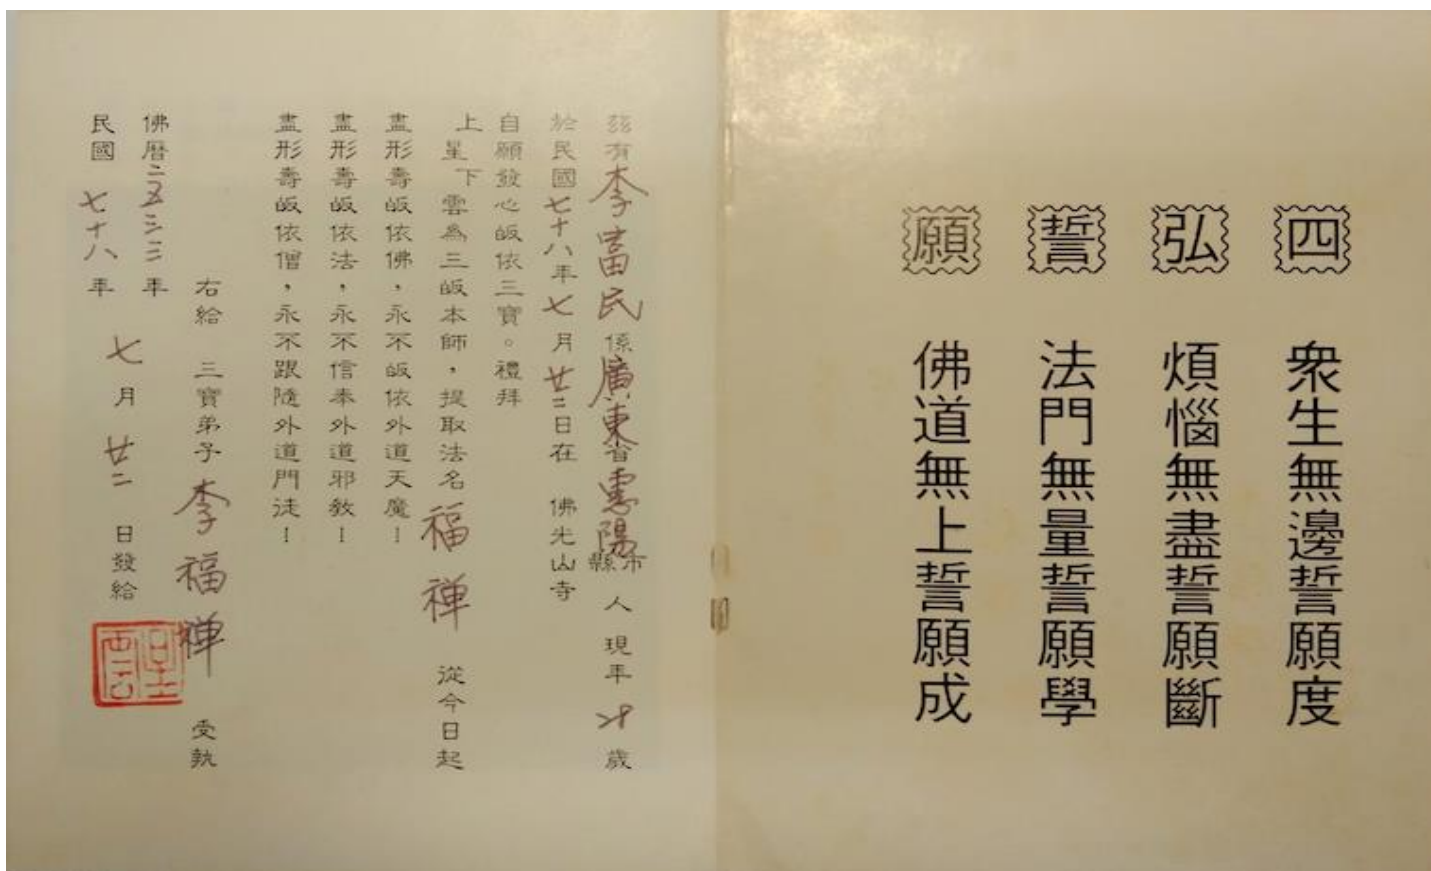 四弘誓願
衆生無邊誓願度
煩惱無盡誓願斷
法門無量誓願學
佛道無上誓願成
茲有李富民係廣東省惠陽市縣人現年歲
於民國七十八年七月廿二日在 佛光山寺
自願發心皈依三寶。禮拜
上星下雲為三皈本師，提取法名福禅 從今日起
盡形壽皈依佛，永不皈依外道天魔！
盡形壽皈依法，永不信奉外道邪教！
盡形壽皈依僧，永不跟隨外道門徒！
右給 三寶弟子李福禅 受執
佛曆二五三三年
民國七十八年 七月廿二日發給
星雲